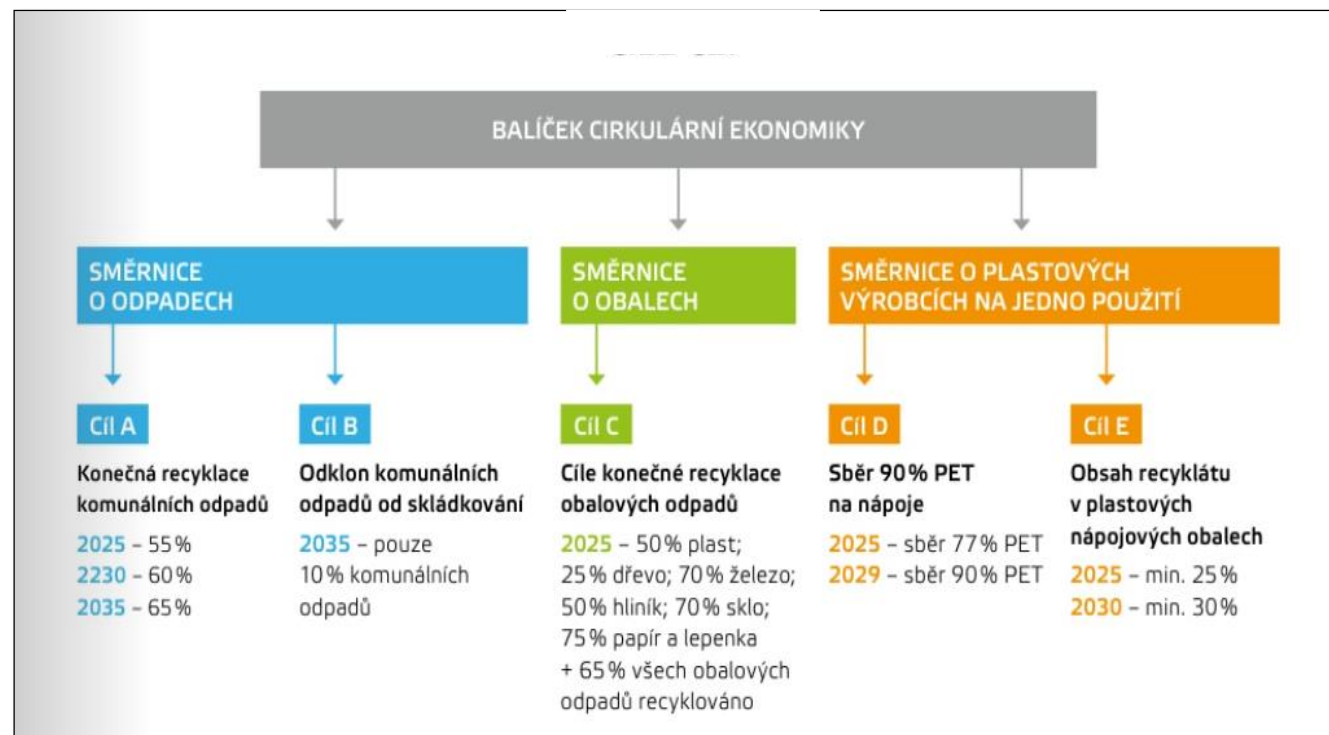 BALÍČEK CIRKULÁRNÍ EKONOMIKY
SMĚRNICE
O ODPADECH
SMĚRNICE
O OBALECH
SMĚRNICE O PLASTOVÝCH
VÝROBCÍCH NA JEDNO POUŽITÍ
Cíl A
Konečná recyklace
komunálních odpadů
2025 – 55 %
2230 – 60 %
2035 – 65 %
Cíl B
Odklon komunálních
odpadů od skládkování
2035 – pouze
10 % komunálních
odpadů
Cíl C
Cíle konečné recyklace
obalových odpadů
2025 – 50 % plast;
25 % dřevo; 70 % železo;
50 % hliník; 70 % sklo;
75 % papír a lepenka
+ 65 % všech obalových
odpadů recyklováno
Cíl D
Sběr 90 % PET
na nápoje
2025 – sběr 77 % PET
2029 – sběr 90 % PET
Cíl E
Obsah recyklátu
v plastových
nápojových obalech
2025 – min. 25 %
2030 – min. 30 %